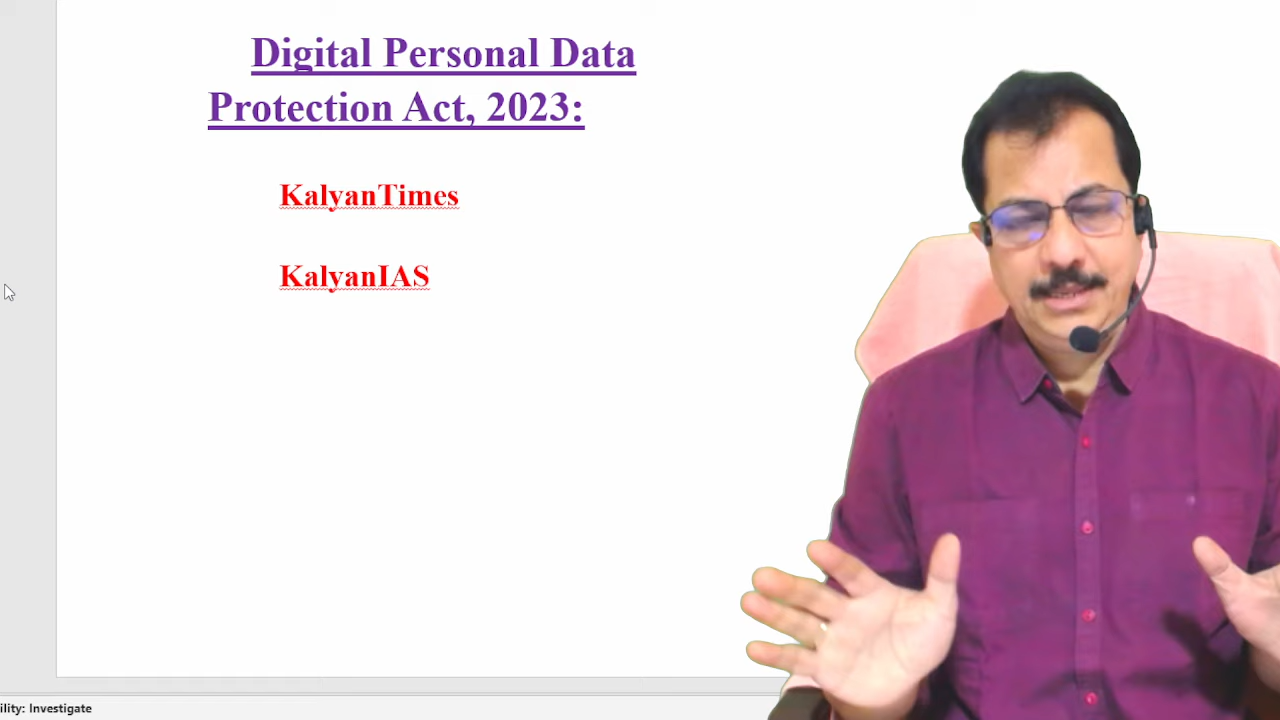 Digital Personal Data
Protection Act, 2023:
KalyanTimes
KalyanIAS
ility: Investigate